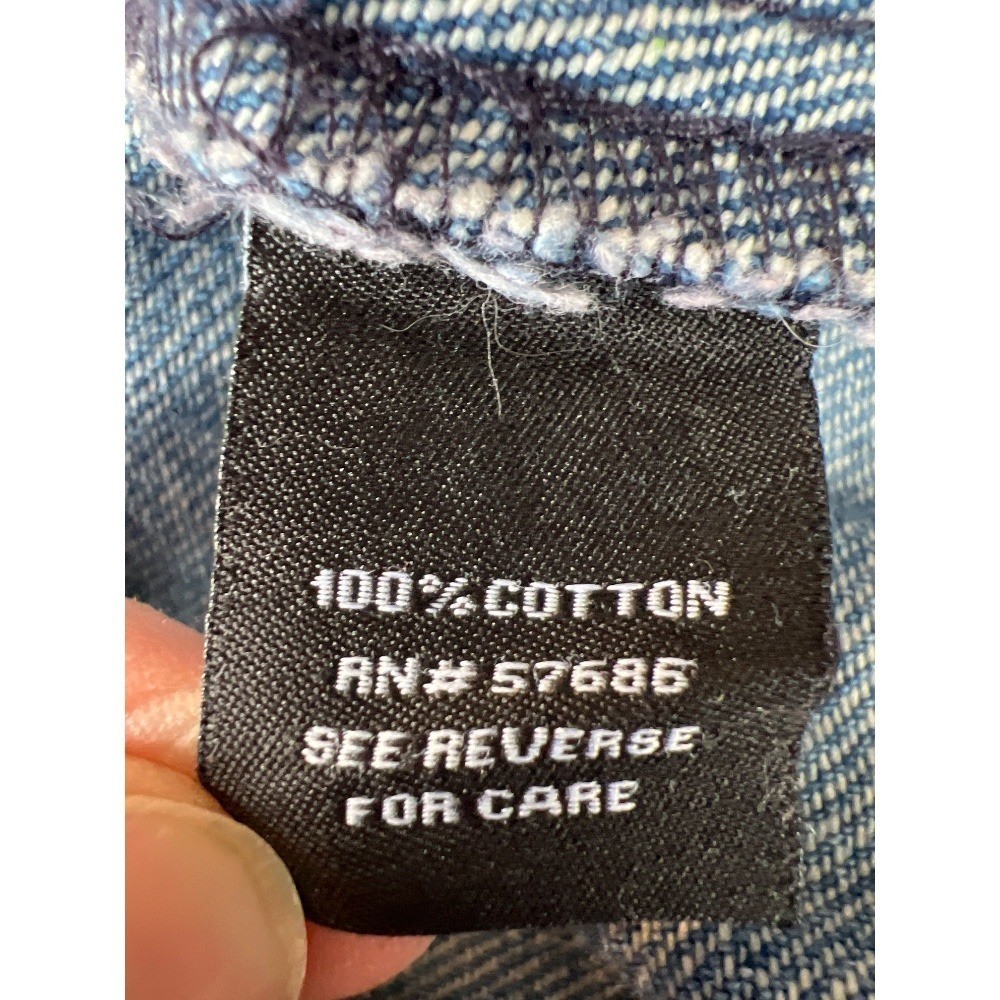 100% COTTON
RN# 57686
SEE REVERSE
FOR CARE